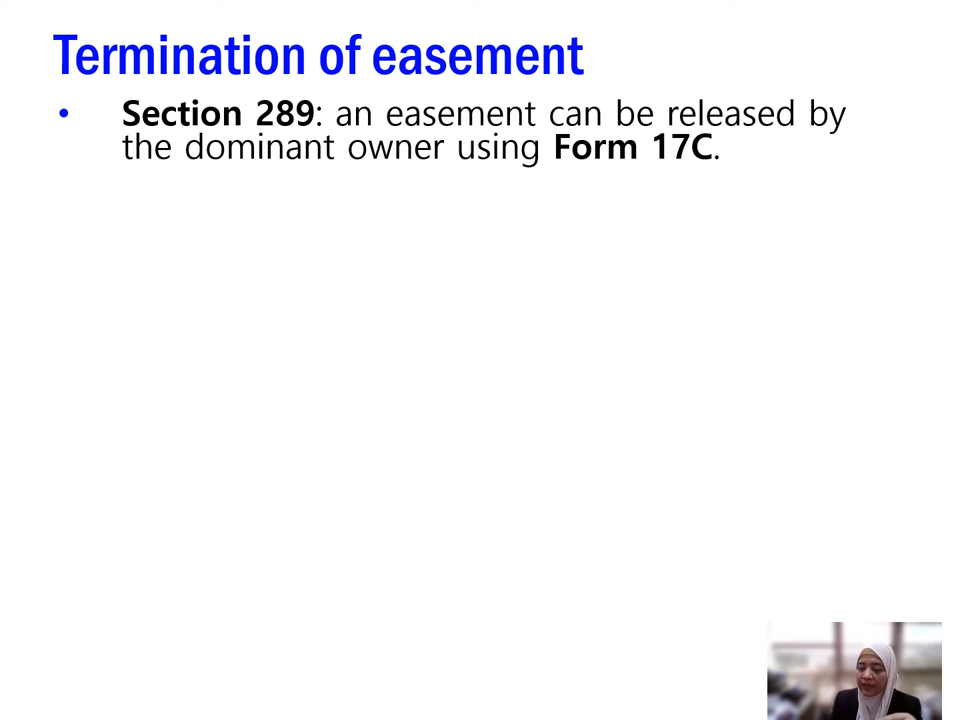 Termination of easement
• Section 289: an easement can be released by
the dominant owner using Form 17C.